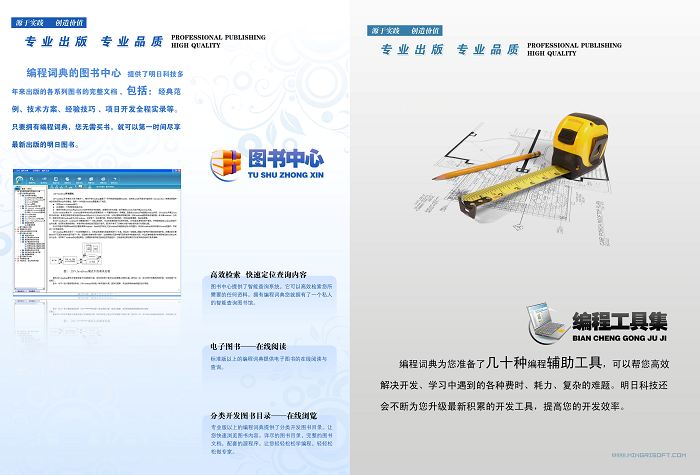 源于实践 创造价值
专业出版 专业品质 PROFESSIONAL PUBLISHING
HIGH QUALITY
编程词典的图书中心 提供了明日科技多
年来出版的各系列图书的完整文档 、包括：经典范
例、技术方案、经验技巧 、项目开发全程实录等。
只要拥有编程词典，您无需买书，就可以第一时间尽享
最新出版的明日图书。
图书中心
TU SHU ZHONG XIN
高效检索 快速定位查询内容
图书中心提供了智能查询系统，它可以高效检索您所
需要的任何资料。拥有编程词典您就拥有了一个私人
的智能查询图书馆。
电子图书——在线阅读
标准版以上的编程词典提供电子图书的在线阅读与
查询。
分类开发图书目录——在线浏览
专业版以上的编程词典提供了分类开发图书目录，让
您快速浏览图书内容。详尽的图书目录、完整的图书
文档、配套的源程序，让您轻轻松松学编程，轻轻松
松做专家。
源于实践 创造价值
专业出版 专业品质 PROFESSIONAL PUBLISHING
HIGH QUALITY
编程工具集
BIAN CHENG GONG JU JI
编程词典为您准备了几十种编程辅助工具，可以帮您高效
解决开发、学习中遇到的各种费时、耗力、复杂的难题。明日科技还
会不断为您升级最新积累的开发工具，提高您的开发效率。
WWW.MINGRISOFT.COM